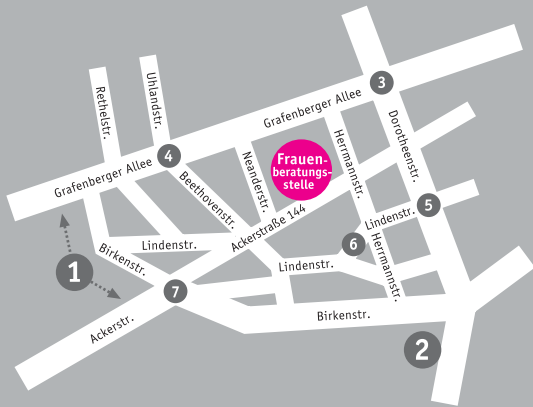 3
Grafenberger Allee
Uhlandstr.
Rethelstr.
Dorotheenstr.
4
Grafenberger Allee
Neanderstr.
Frauen-
beratungs-
stelle
Herrmannstr.
Beethovenstr.
Ackerstraße 144
5
Lindenstr.
6
Lindenstr.
Herrmannstr.
Birkenstr.
1
Lindenstr.
7
Birkenstr.
Ackerstr.
2